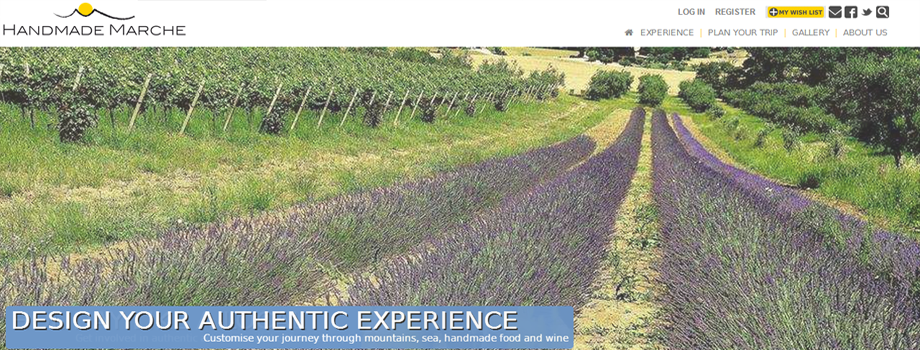 LOG IN REGISTER MY WISH LIST
HANDMADE MARCHE
EXPERIENCE | PLAN YOUR TRIP | GALLERY | ABOUT US
DESIGN YOUR AUTHENTIC EXPERIENCE
Customise your journey through mountains, sea, handmade food and wine